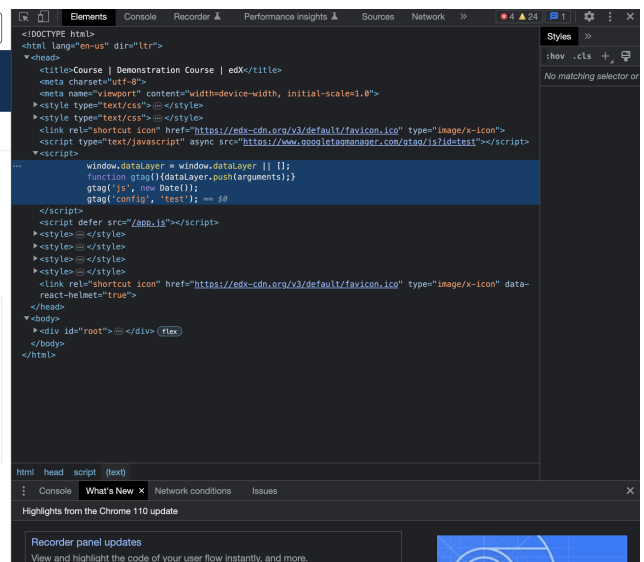 Elements Console Recorder Performance insights Sources Network » 4 24 1
Styles »
:hov .cls +
No matching selector or
<!DOCTYPE html>
<html lang="en-us" dir="ltr">
▼<head>
<title>Course | Demonstration Course | edX</title>
<meta charset="utf-8">
<meta name="viewport" content="width=device-width, initial-scale=1.0">
▶<style type="text/css">…</style>
▶<style type="text/css">…</style>
<link rel="shortcut icon" href="https://edx-cdn.org/v3/default/favicon.ico" type="image/x-icon">
<script type="text/javascript" async src="https://www.googletagmanager.com/gtag/js?id=test"></script>
▼<script>
… window.dataLayer = window.dataLayer || [];
function gtag(){dataLayer.push(arguments);}
gtag('js', new Date());
gtag('config', 'test'); == $0
</script>
<script defer src="/app.js"></script>
▶<style>…</style>
▶<style>…</style>
▶<style>…</style>
▶<style>…</style>
<link rel="shortcut icon" href="https://edx-cdn.org/v3/default/favicon.ico" type="image/x-icon" data-
react-helmet="true">
</head>
▼<body>
▶<div id="root">…</div> flex
</body>
</html>
html head script (text)
Console What's New × Network conditions Issues
Highlights from the Chrome 110 update
Recorder panel updates
View and highlight the code of your user flow instantly, and more.